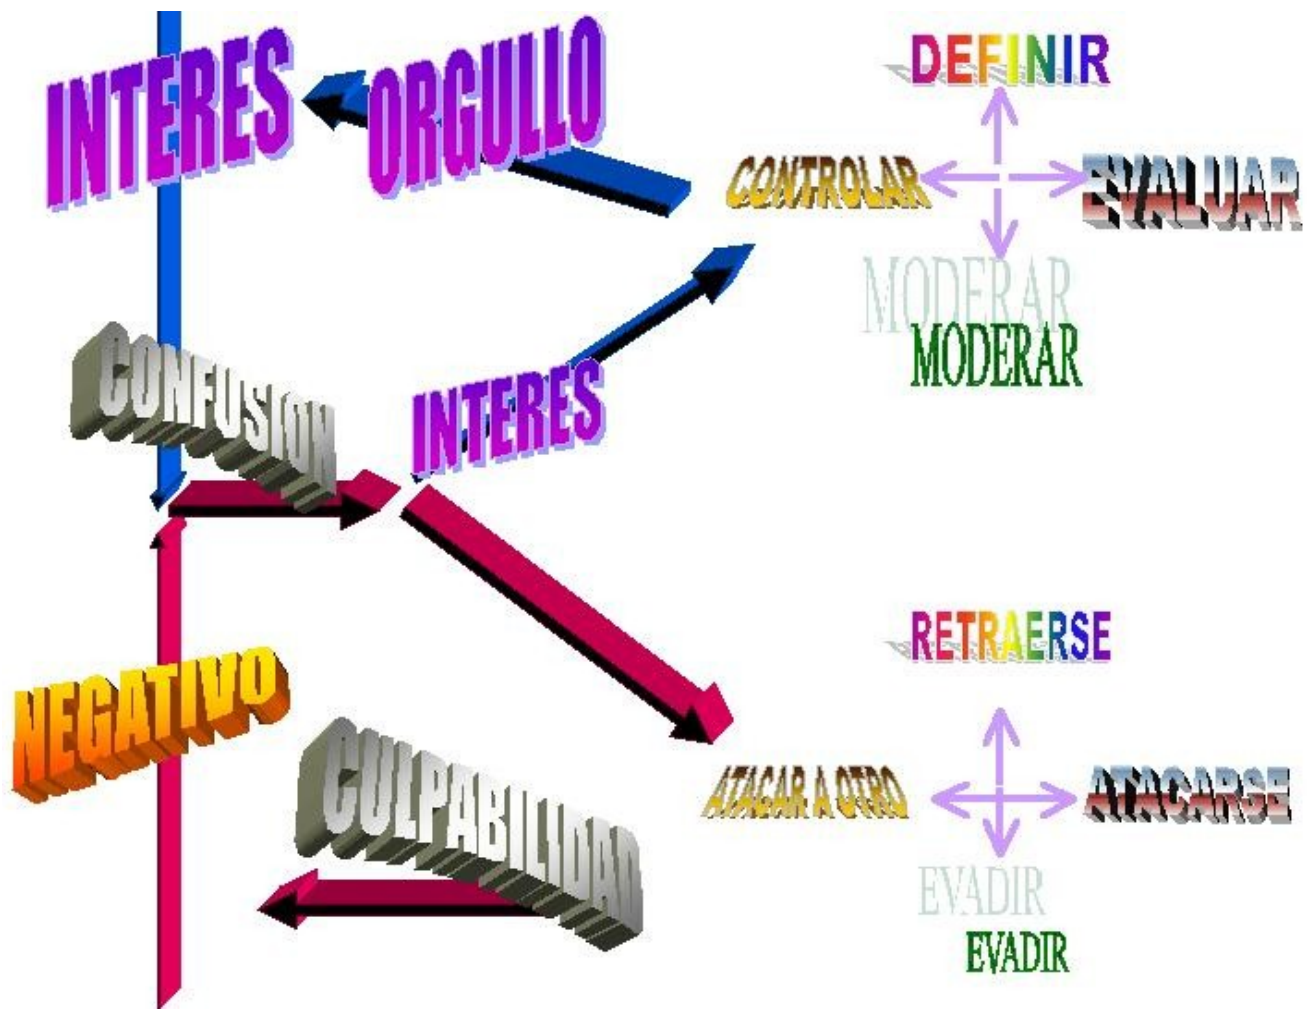 INTERES
ORGULLO
DEFINIR
CONTROLAR
EVALUAR
MODERAR
MODERAR
CONFUSION
INTERES
NEGATIVO
CULPABILIDAD
RETRAERSE
ATACAR A OTRO
ATACARSE
EVADIR
EVADIR